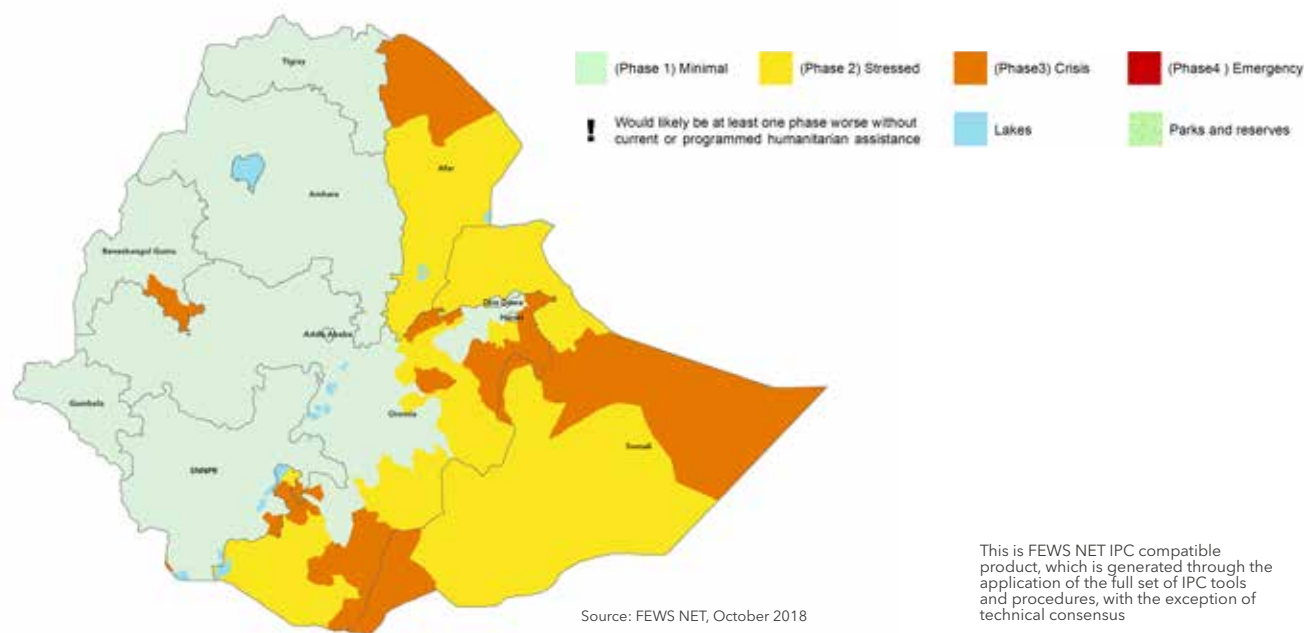 (Phase 1) Minimal
(Phase 2) Stressed
(Phase3) Crisis
(Phase4 ) Emergency
! Would likely be at least one phase worse without
current or programmed humanitarian assistance
Lakes
Parks and reserves
Tigray
Afar
Amhara
Dire Dawa
Harari
Addis Ababa
Gambela
Oromia
Somali
SNNPR
This is FEWS NET IPC compatible
product, which is generated through the
application of the full set of IPC tools
and procedures, with the exception of
technical consensus
Source: FEWS NET, October 2018